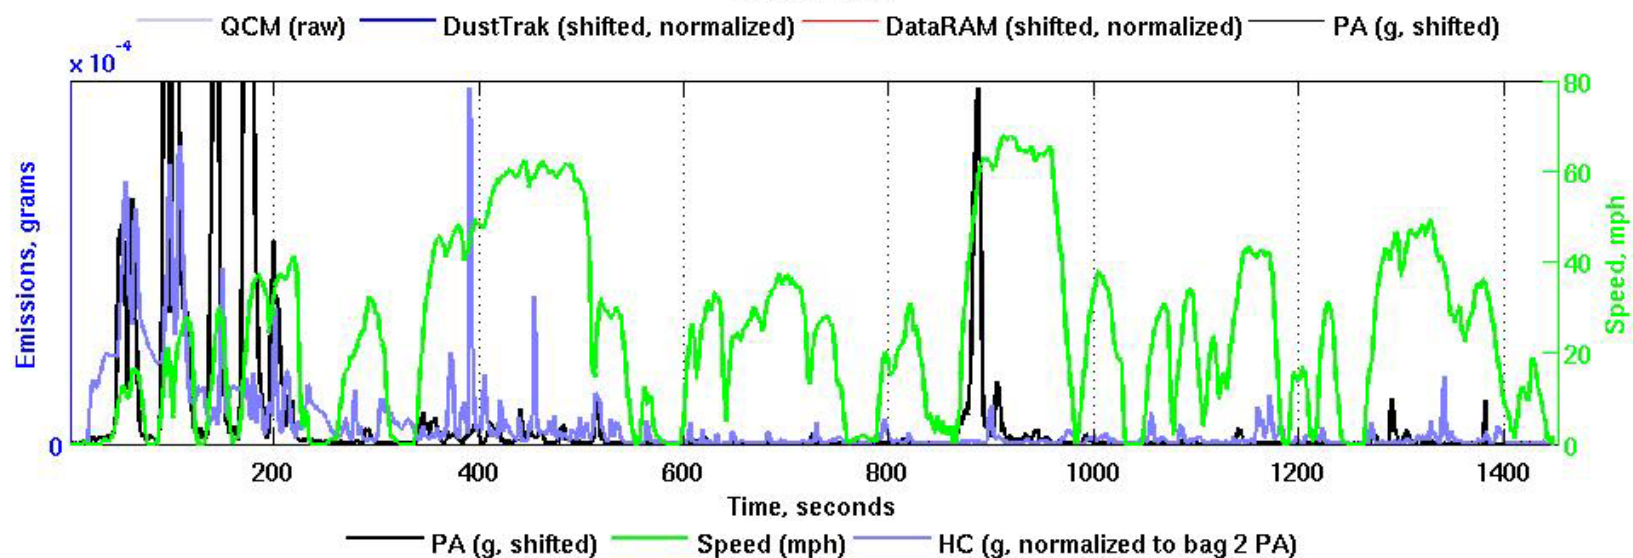 QCM (raw) DustTrak (shifted, normalized) DataRAM (shifted, normalized) PA (g, shifted)
x 10⁻⁴
80
60
40
20
0
0
Emissions, grams
Speed, mph
200 400 600 800 1000 1200 1400
Time, seconds
PA (g, shifted) Speed (mph) HC (g, normalized to bag 2 PA)